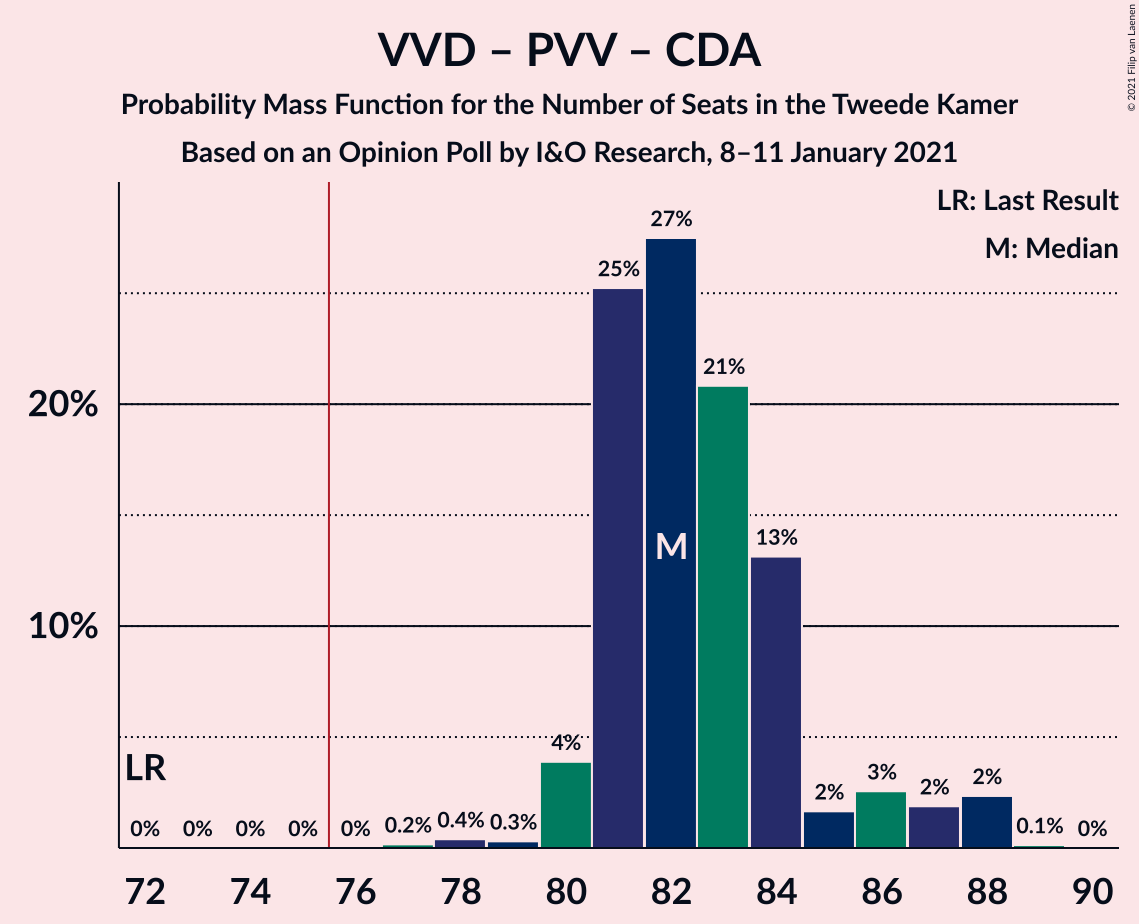 VVD – PVV – CDA
Probability Mass Function for the Number of Seats in the Tweede Kamer
Based on an Opinion Poll by I&O Research, 8–11 January 2021
© 2021 Filip van Laenen
LR: Last Result
M: Median
20%
10%
27%
25%
21%
M
13%
4%
LR
0% 0% 0% 0% 0% 0.2% 0.4% 0.3% 2% 3% 2% 2% 0.1% 0%
72 74 76 78 80 82 84 86 88 90